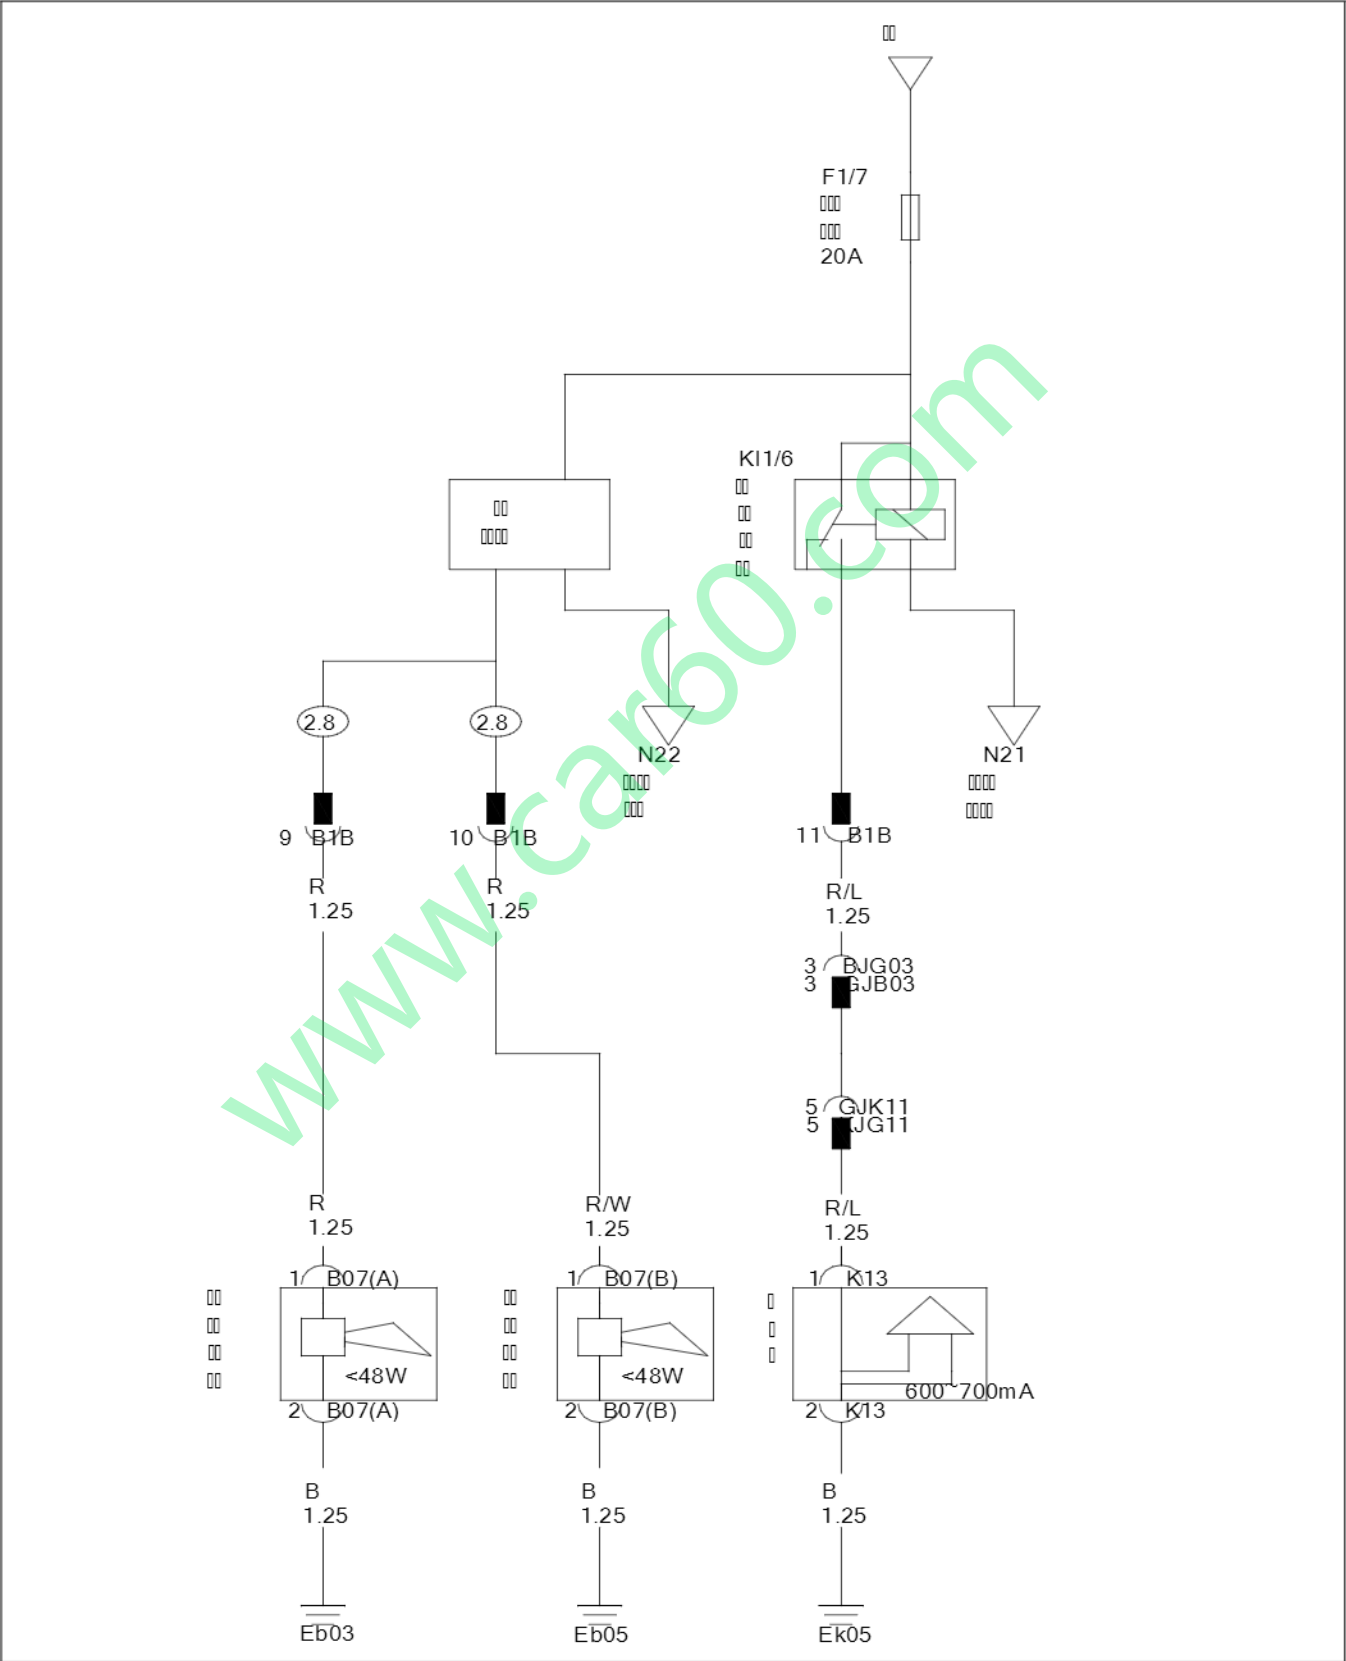 F1/7
20A
KI1/6
2.8
2.8
N22
N21
9 B1B
10 B1B
11 B1B
R
1.25
R
1.25
R/L
1.25
3 BJG03
3 GJB03
5 GJK11
5 KJG11
R
1.25
R/W
1.25
R/L
1.25
1 B07(A)
1 B07(B)
1 K13
<48W
<48W
600~700mA
2 B07(A)
2 B07(B)
2 K13
B
1.25
B
1.25
B
1.25
Eb03
Eb05
Ek05
www.car60.com